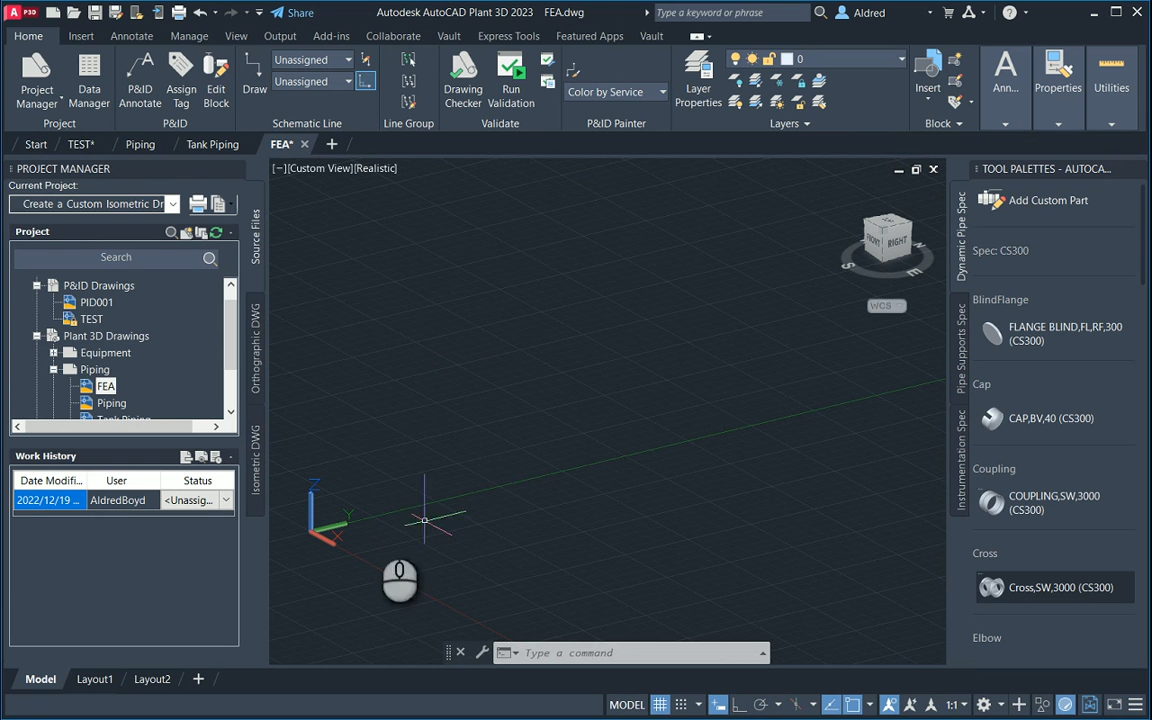 A P3D Share Autodesk AutoCAD Plant 3D 2023 FEA.dwg Type a keyword or phrase Aldred
Home Insert Annotate Manage View Output Add-ins Collaborate Vault Express Tools Featured Apps Vault
Project Manager Data Manager P&ID Annotate Assign Tag Edit Block Draw Unassigned Unassigned Drawing Checker Run Validation Color by Service Layer Properties 0 Insert Ann... Properties Utilities
Project P&ID Schematic Line Line Group Validate P&ID Painter Layers Block
Start TEST* Piping Tank Piping FEA*
PROJECT MANAGER
Current Project:
Create a Custom Isometric Dr
Project
Search
P&ID Drawings
PID001
TEST
Plant 3D Drawings
Equipment
Piping
FEA
Piping
Tank Piping
Work History
Date Modifi... User Status
2022/12/19 ... AldredBoyd <Unassig...
Source Files
Orthographic DWG
Isometric DWG
[−][Custom View][Realistic]
FRONT RIGHT
S E
WCS
Z
Y
X
Type a command
TOOL PALETTES - AUTOCA...
Dynamic Pipe Spec
Pipe Supports Spec
Instrumentation Spec
Add Custom Part
Spec: CS300
BlindFlange
FLANGE BLIND,FL,RF,300
(CS300)
Cap
CAP,BV,40 (CS300)
Coupling
COUPLING,SW,3000
(CS300)
Cross
Cross,SW,3000 (CS300)
Elbow
Model Layout1 Layout2
MODEL 1:1